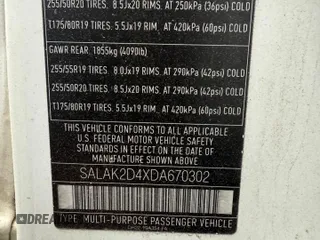 255/50R20 TIRES. 8.5Jx20 RIMS. AT 250kPa (36psi) COLD
T175/80R19 TIRES. 5.5Jx19 RIMS. AT 420kPa (60psi) COLD
GAWR REAR. 1855kg (4090lb)
255/55R19 TIRES. 8.0Jx19 RIMS. AT 290kPa (42psi) COLD
255/50R20 TIRES. 8.5Jx20 RIMS. AT 290kPa (42psi) COLD
T175/80R19 TIRES. 5.5Jx19 RIMS. AT 420kPa (60psi) COLD
THIS VEHICLE CONFORMS TO ALL APPLICABLE
U.S. FEDERAL MOTOR VEHICLE SAFETY
STANDARDS IN EFFECT ON THE DATE OF
MANUFACTURE SHOWN ABOVE
SALAK2D4XDA670302
TYPE: MULTI-PURPOSE PASSENGER VEHICLE